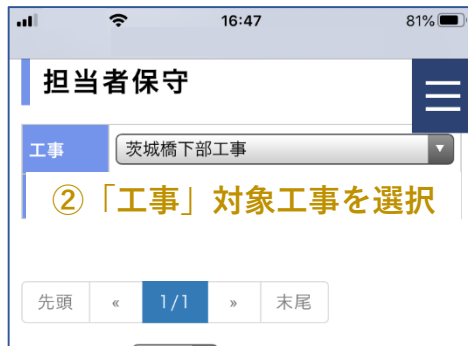 16:47 81%
担当者保守
工事 茨城橋下部工事
②「工事」対象工事を選択
先頭 « 1/1 » 末尾